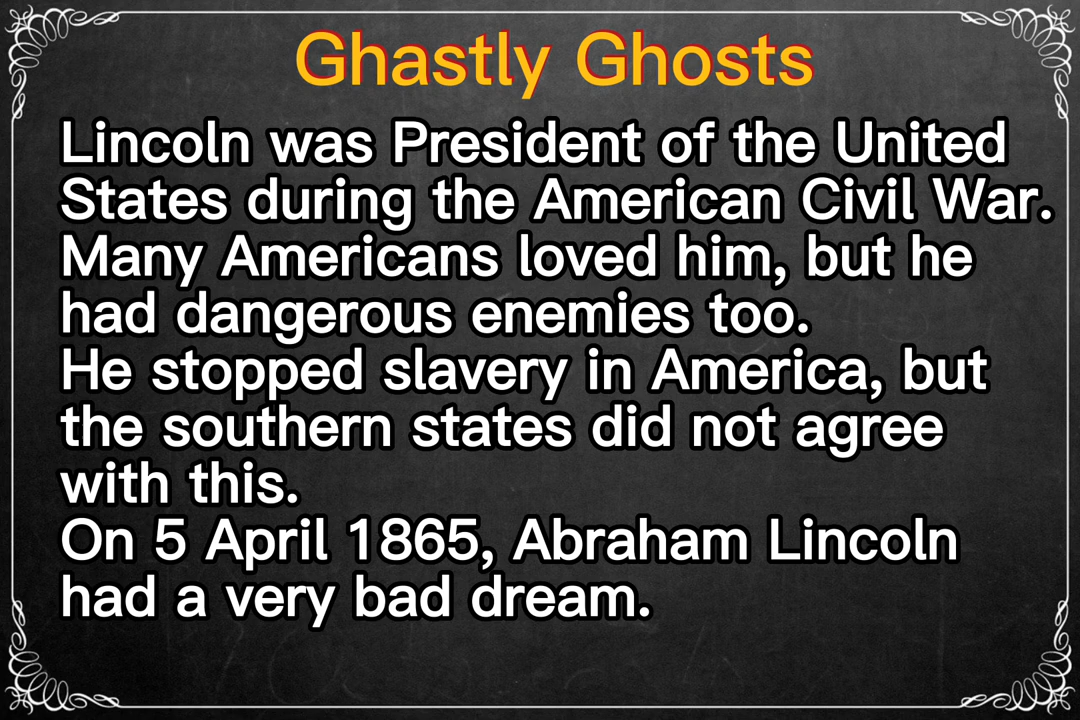 Ghastly Ghosts
Lincoln was President of the United
States during the American Civil War.
Many Americans loved him, but he
had dangerous enemies too.
He stopped slavery in America, but
the southern states did not agree
with this.
On 5 April 1865, Abraham Lincoln
had a very bad dream.